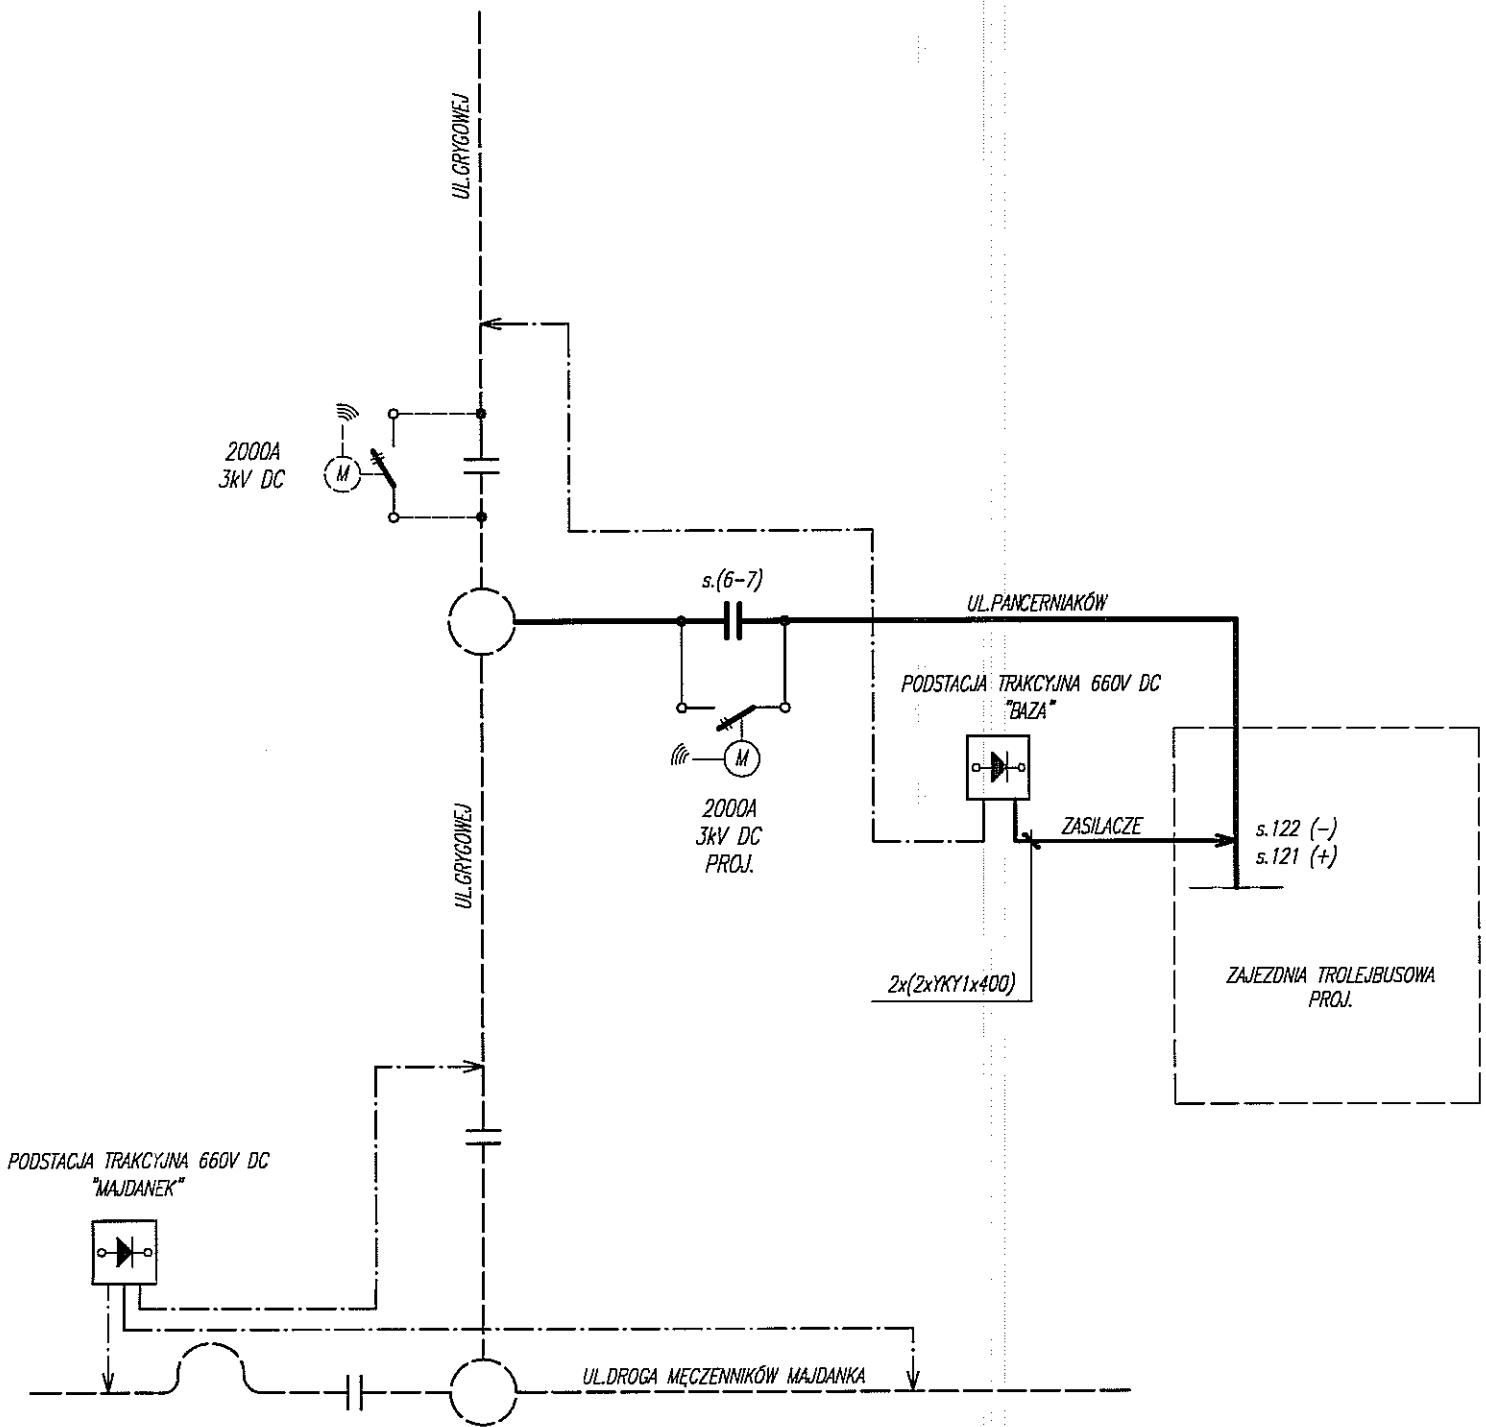 UL.GRYGOWEJ
2000A
3kV DC
M
s.(6-7)
UL.PANCERNIAKÓW
PODSTACJA TRAKCYJNA 660V DC
"BAZA"
M
2000A
3kV DC
PROJ.
ZASILACZE
s.122 (-)
s.121 (+)
UL.GRYGOWEJ
2x(2xYKY1x400)
ZAJEZDNIA TROLEJBUSOWA
PROJ.
PODSTACJA TRAKCYJNA 660V DC
"MAJDANEK"
UL.DROGA MĘCZENNIKÓW MAJDANKA